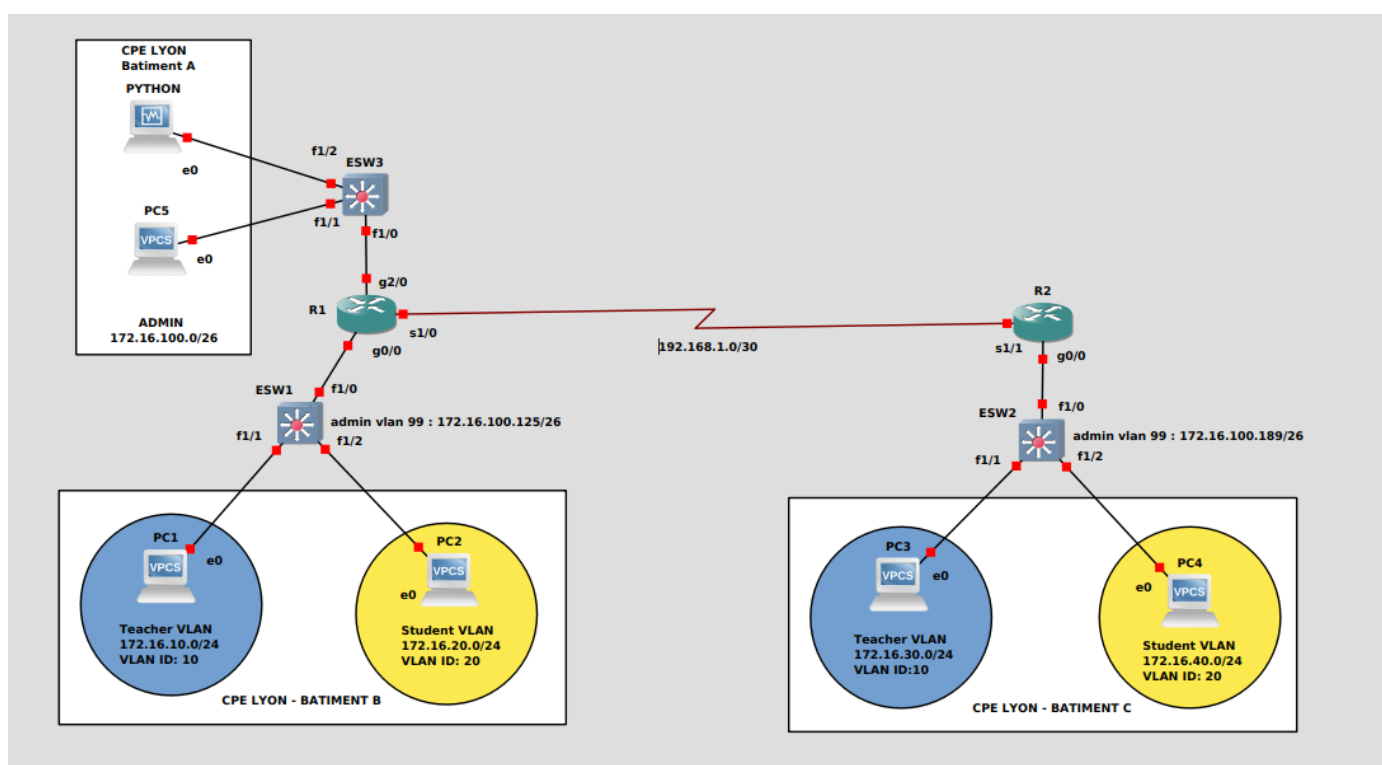 CPE LYON
Batiment A
PYTHON
e0
f1/2
ESW3
PC5
VPCS
e0
f1/1
f1/0
ADMIN
172.16.100.0/26
g2/0
R1
s1/0
g0/0
192.168.1.0/30
R2
s1/1
g0/0
ESW1
f1/0
admin vlan 99 : 172.16.100.125/26
f1/1
f1/2
ESW2
f1/0
admin vlan 99 : 172.16.100.189/26
f1/1
f1/2
PC1
VPCS
e0
Teacher VLAN
172.16.10.0/24
VLAN ID: 10
PC2
VPCS
e0
Student VLAN
172.16.20.0/24
VLAN ID: 20
CPE LYON - BATIMENT B
PC3
VPCS
e0
Teacher VLAN
172.16.30.0/24
VLAN ID:10
PC4
e0
VPCS
Student VLAN
172.16.40.0/24
VLAN ID: 20
CPE LYON - BATIMENT C